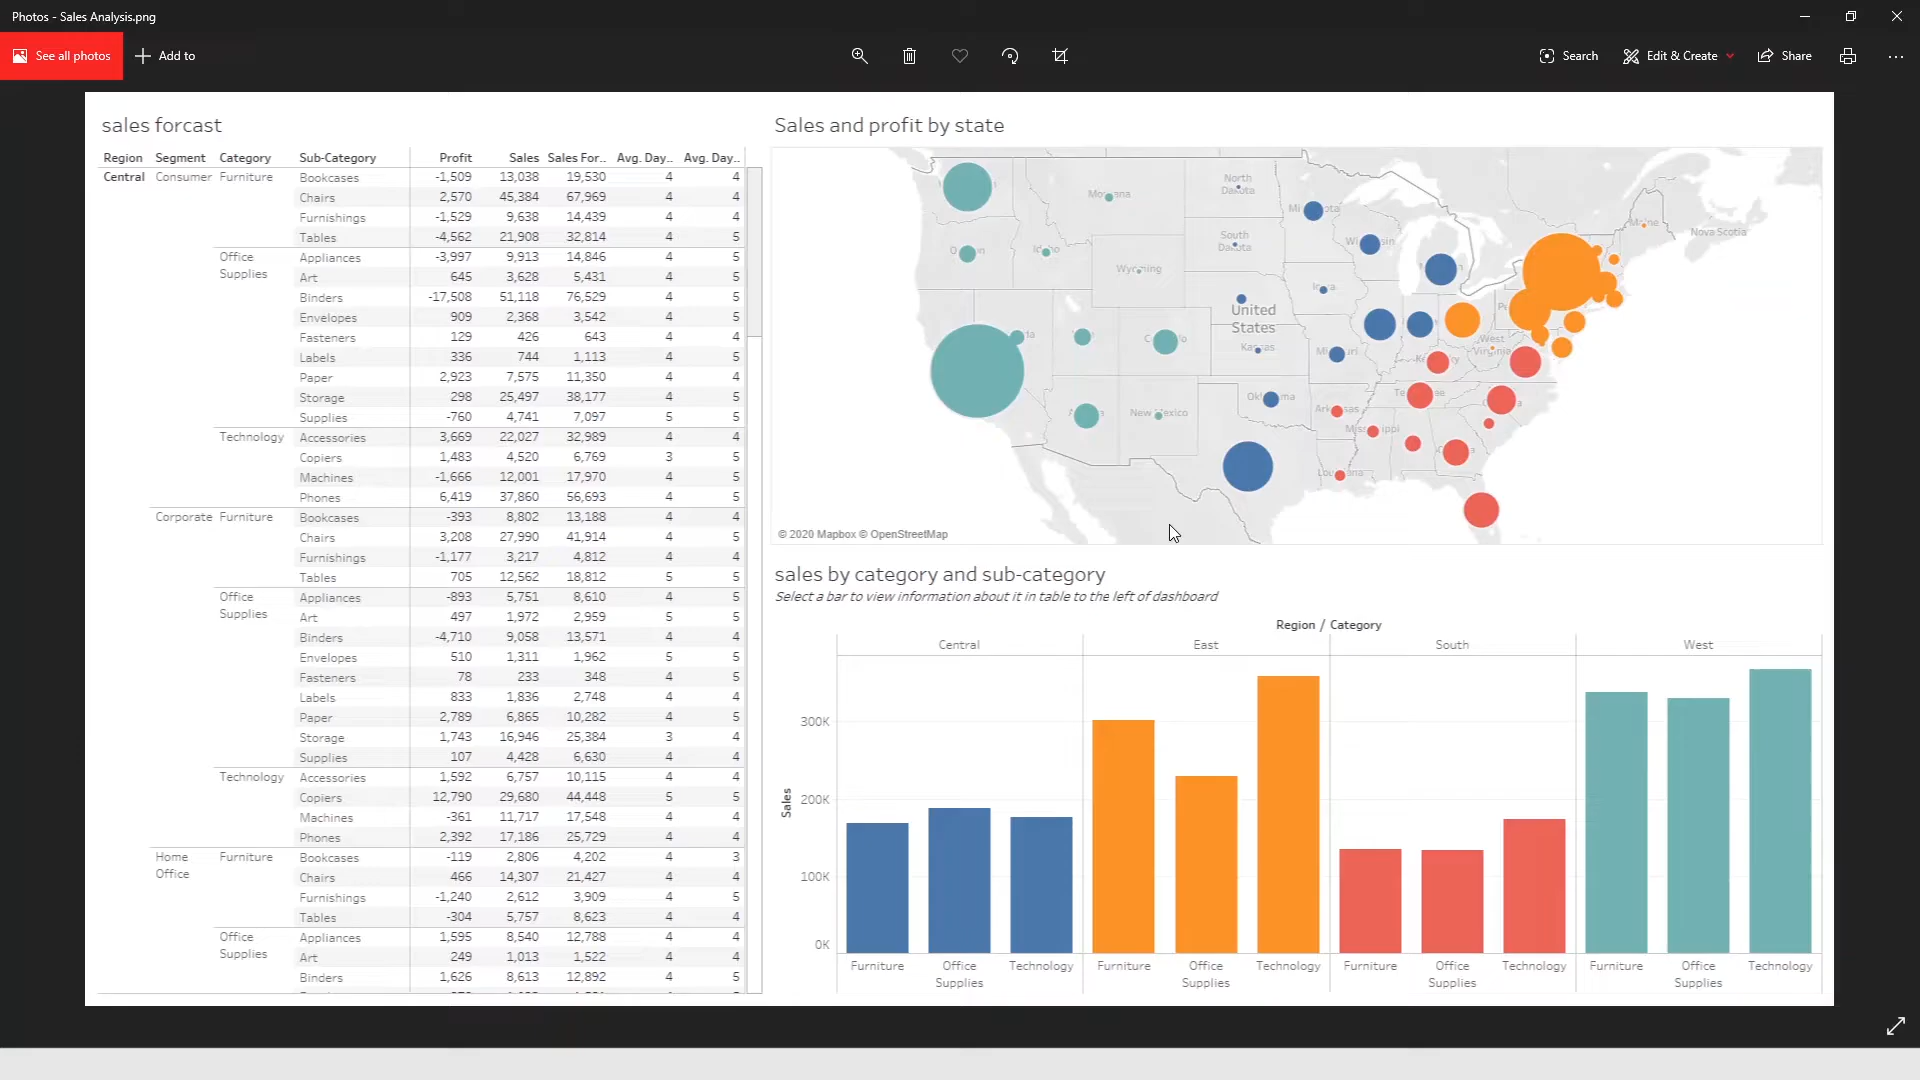 Photos - Sales Analysis.png
See all photos
Add to
Search
Edit & Create
Share
sales forcast
Region Segment Category Sub-Category Profit Sales Sales For.. Avg. Day.. Avg. Day..
Central Consumer Furniture Bookcases -1,509 13,038 19,530 4 4
Chairs 2,570 45,384 67,969 4 4
Furnishings -1,529 9,638 14,439 4 4
Tables -4,562 21,908 32,814 4 5
Office Supplies Appliances -3,997 9,913 14,846 4 5
Art 645 3,628 5,431 4 5
Binders -17,508 51,118 76,529 4 5
Envelopes 909 2,368 3,542 4 5
Fasteners 129 426 643 4 4
Labels 336 744 1,113 4 5
Paper 2,923 7,575 11,350 4 4
Storage 298 25,497 38,177 4 4
Supplies -760 4,741 7,097 5 5
Technology Accessories 3,669 22,027 32,989 4 4
Copiers 1,483 4,520 6,769 3 5
Machines -1,666 12,001 17,970 4 5
Phones 6,419 37,860 56,693 4 4
Corporate Furniture Bookcases -393 8,802 13,188 4 4
Chairs 3,208 27,990 41,914 4 5
Furnishings -1,177 3,217 4,812 4 4
Tables 705 12,562 18,812 5 5
Office Supplies Appliances -893 5,751 8,610 4 5
Art 497 1,972 2,959 5 5
Binders -4,710 9,058 13,571 4 4
Envelopes 510 1,311 1,962 5 5
Fasteners 78 233 348 4 5
Labels 833 1,836 2,748 4 4
Paper 2,789 6,865 10,282 4 5
Storage 1,743 16,946 25,384 3 4
Supplies 107 4,428 6,630 4 4
Technology Accessories 1,592 6,757 10,115 4 4
Copiers 12,790 29,680 44,448 5 5
Machines -361 11,717 17,548 4 4
Phones 2,392 17,186 25,729 4 4
Home Office Furniture Bookcases -119 2,806 4,202 4 3
Chairs 466 14,307 21,427 4 4
Furnishings -1,240 2,612 3,909 4 5
Tables -304 5,757 8,623 4 4
Office Supplies Appliances 1,595 8,540 12,788 4 4
Art 249 1,013 1,522 4 4
Binders 1,626 8,613 12,892 4 5
Sales and profit by state
North Dakota
South Dakota
Wyoming
United States
Kansas
New Mexico
West Virginia
Maine
Nova Scotia
© 2020 Mapbox © OpenStreetMap
sales by category and sub-category
Select a bar to view information about it in table to the left of dashboard
Region / Category
Central East South West
Sales
300K
200K
100K
0K
Furniture Office Supplies Technology Furniture Office Supplies Technology Furniture Office Supplies Technology Furniture Office Supplies Technology